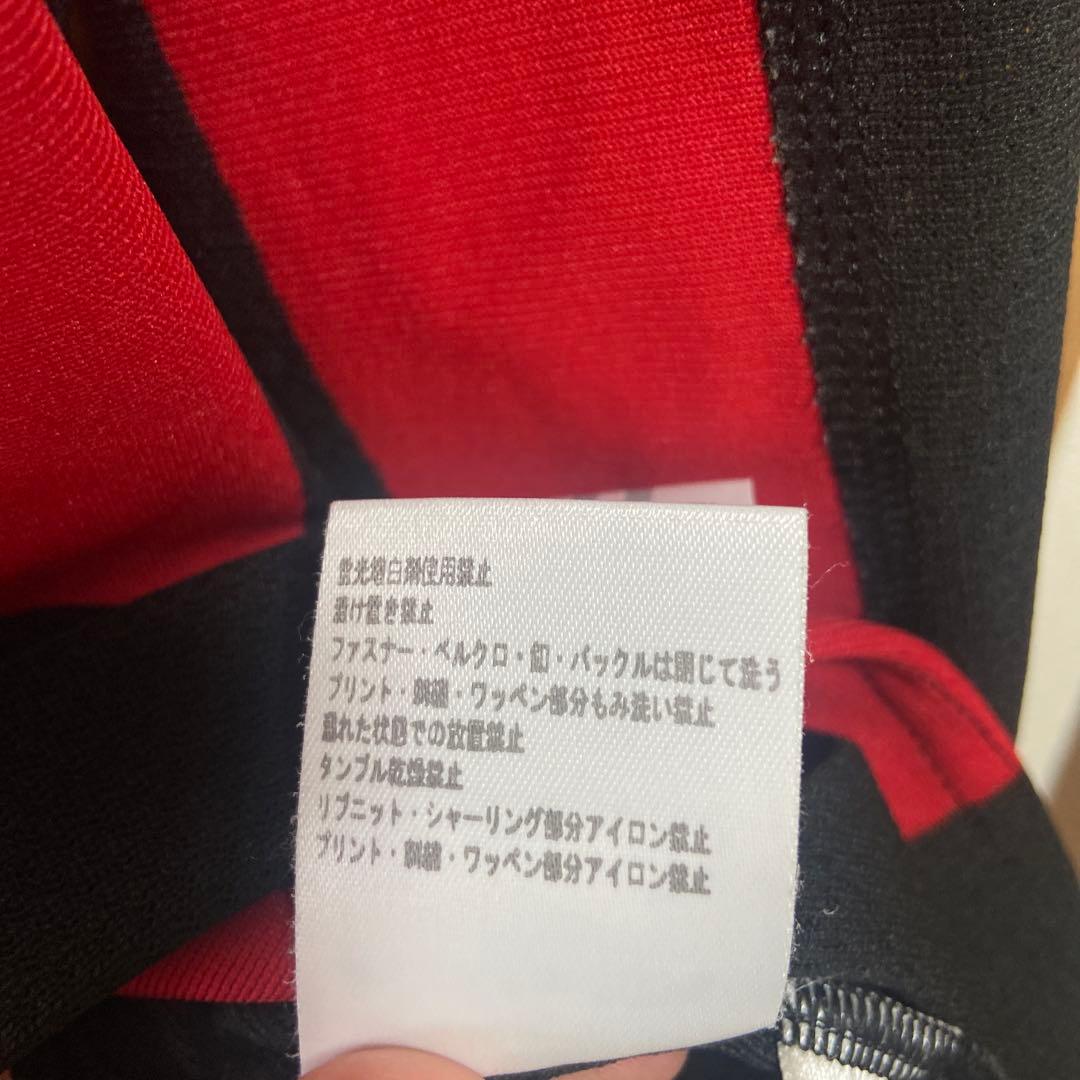 蛍光増白剤使用禁止
漬け置き禁止
ファスナー・ベルクロ・釦・バックルは閉じて洗う
プリント・刺繍・ワッペン部分もみ洗い禁止
濡れた状態での放置禁止
タンブル乾燥禁止
リブニット・シャーリング部分アイロン禁止
プリント・刺繍・ワッペン部分アイロン禁止